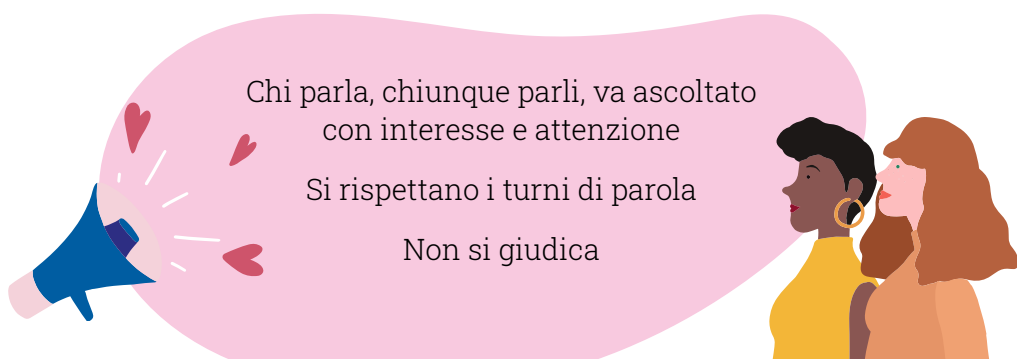 Chi parla, chiunque parli, va ascoltato
con interesse e attenzione
Si rispettano i turni di parola
Non si giudica